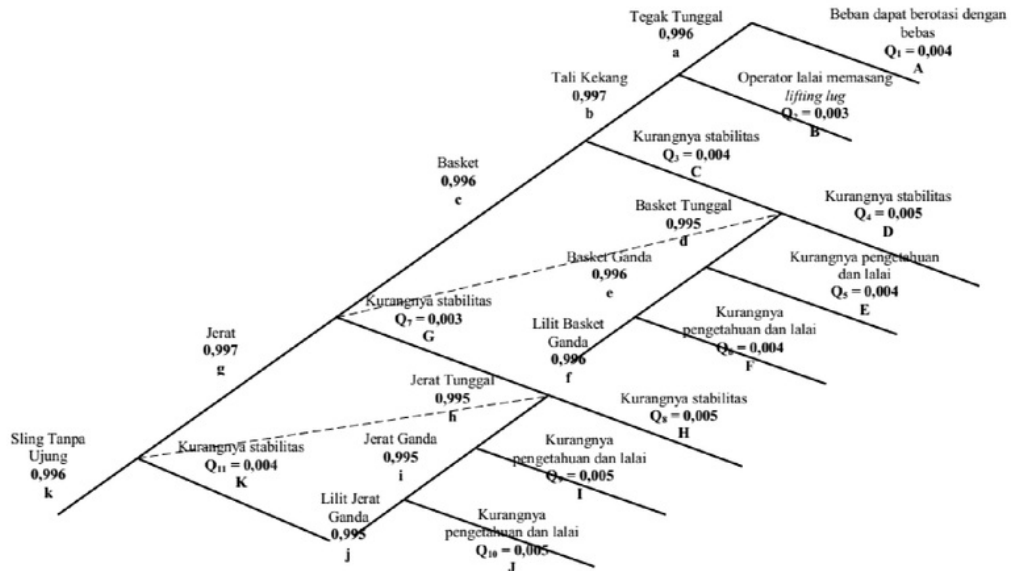 Tegak Tunggal
0,996
a
Beban dapat berotasi dengan
bebas
Q₁ = 0,004
A
Tali Kekang
0,997
b
Operator lalai memasang
lifting lug
Q₂ = 0,003
B
Basket
0,996
c
Kurangnya stabilitas
Q₃ = 0,004
C
Basket Tunggal
0,995
d
Kurangnya stabilitas
Q₄ = 0,005
D
Basket Ganda
0,996
e
Kurangnya pengetahuan
dan lalai
Q₅ = 0,004
E
Lilit Basket
Ganda
0,996
f
Kurangnya
pengetahuan dan lalai
Q₆ = 0,004
F
Jerat
0,997
g
Kurangnya stabilitas
Q₇ = 0,003
G
Jerat Tunggal
0,995
h
Kurangnya stabilitas
Q₈ = 0,005
H
Jerat Ganda
0,995
i
Kurangnya
pengetahuan dan lalai
Q₉ = 0,005
I
Lilit Jerat
Ganda
0,995
j
Kurangnya
pengetahuan dan lalai
Q₁₀ = 0,005
J
Sling Tanpa
Ujung
0,996
k
Kurangnya stabilitas
Q₁₁ = 0,004
K